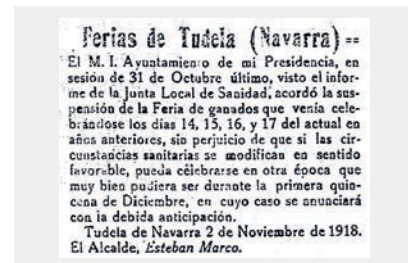 Ferias de Tudela (Navarra) --
El M. I. Ayuntamiento de mi Presidencia, en
sesión de 31 de Octubre último, visto el infor-
me de la Junta Local de Sanidad, acordó la sus-
pensión de la Feria de ganados que venía cele-
brándose los días 14, 15, 16, y 17 del actual en
años anteriores, sin perjuicio de que si las cir-
cunstancias sanitarias se modifican en sentido
favorable, pueda celebrarse en otra época que
muy bien pudiera ser durante la primera quin-
cena de Diciembre, en cuyo caso se anunciará
con la debida anticipación.
Tudela de Navarra 2 de Noviembre de 1918.
El Alcalde, Esteban Marco.